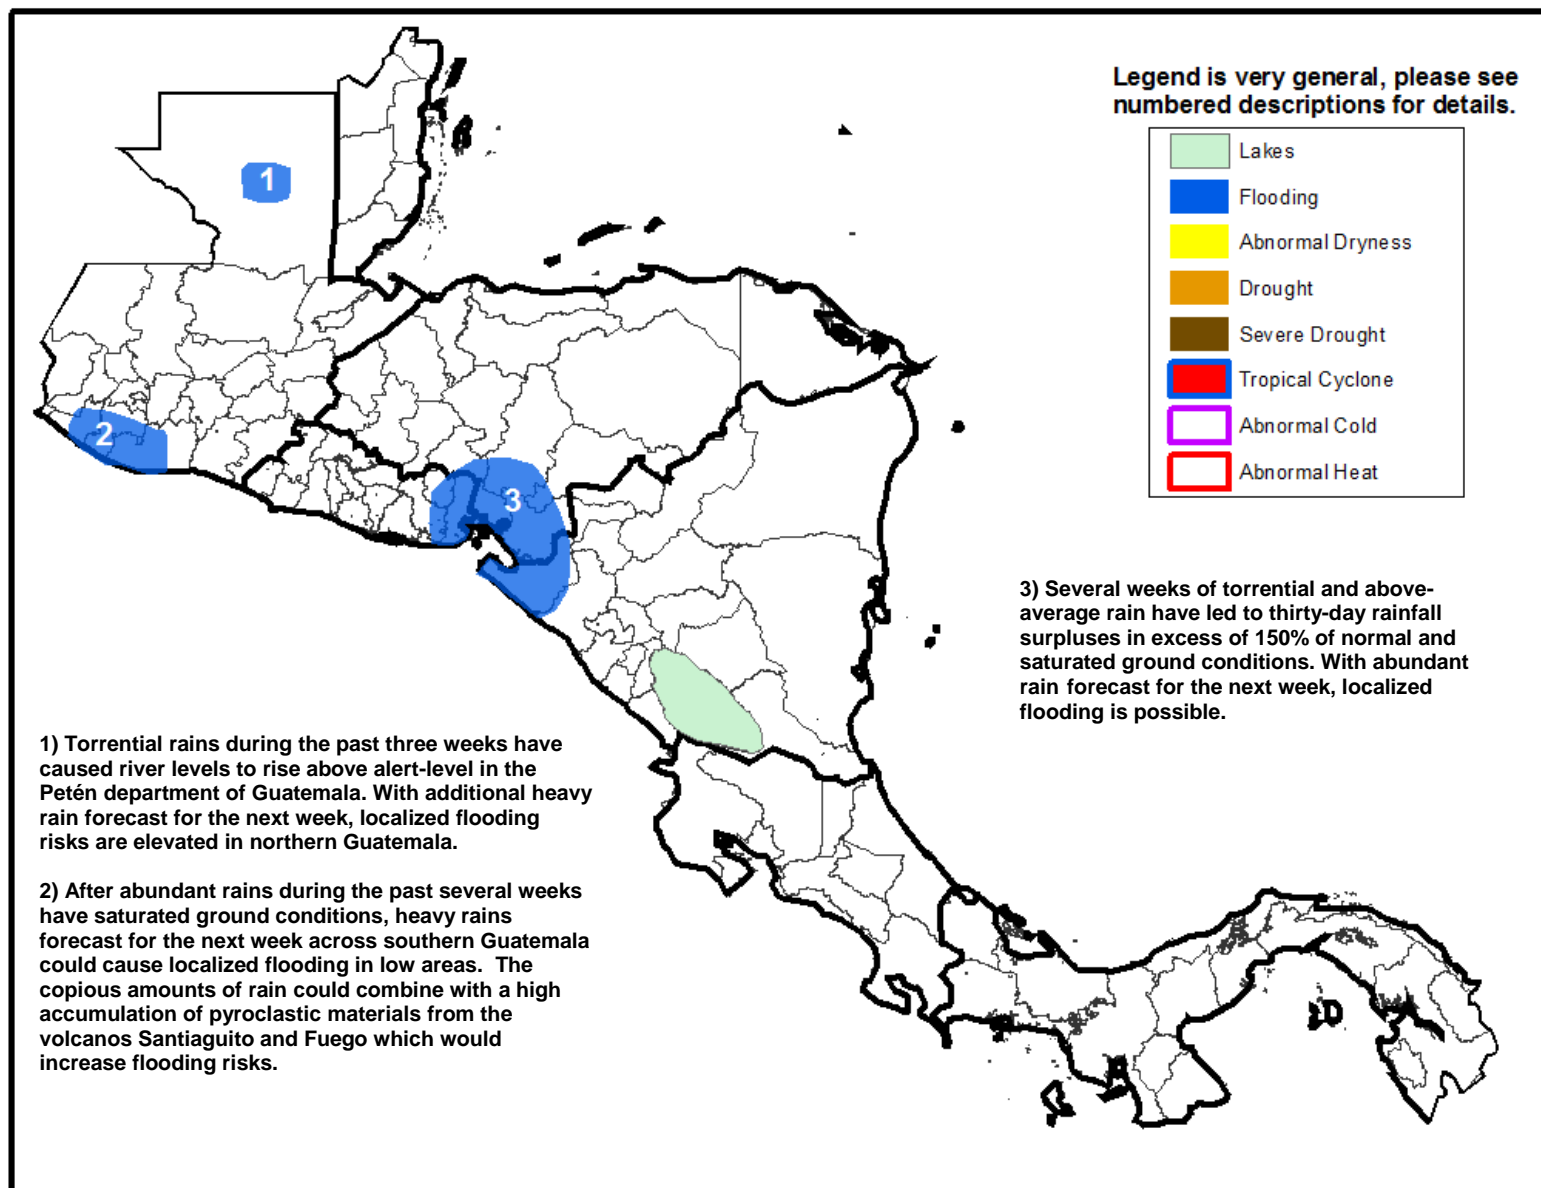 Legend is very general, please see
numbered descriptions for details.
Lakes
Flooding
Abnormal Dryness
Drought
Severe Drought
Tropical Cyclone
Abnormal Cold
Abnormal Heat
1
2
3
3) Several weeks of torrential and above-
average rain have led to thirty-day rainfall
surpluses in excess of 150% of normal and
saturated ground conditions. With abundant
rain forecast for the next week, localized
flooding is possible.
1) Torrential rains during the past three weeks have
caused river levels to rise above alert-level in the
Petén department of Guatemala. With additional heavy
rain forecast for the next week, localized flooding
risks are elevated in northern Guatemala.
2) After abundant rains during the past several weeks
have saturated ground conditions, heavy rains
forecast for the next week across southern Guatemala
could cause localized flooding in low areas.  The
copious amounts of rain could combine with a high
accumulation of pyroclastic materials from the
volcanos Santiaguito and Fuego which would
increase flooding risks.